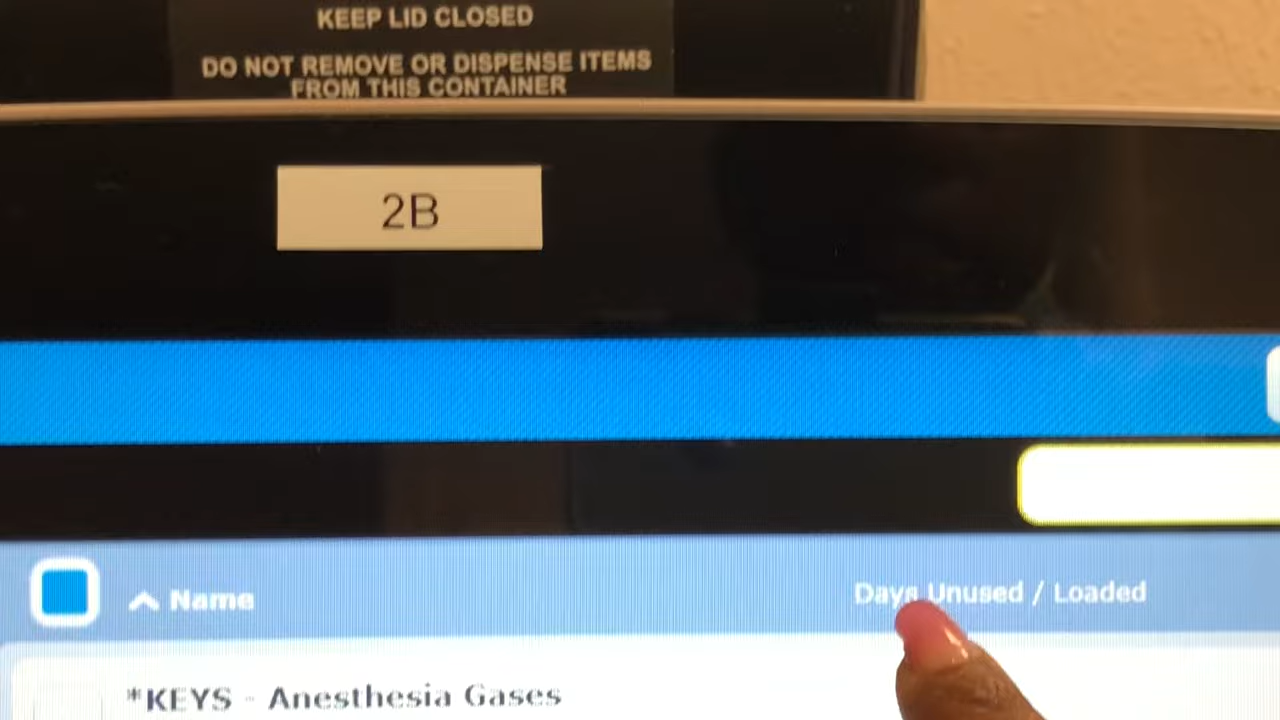 KEEP LID CLOSED
DO NOT REMOVE OR DISPENSE ITEMS
FROM THIS CONTAINER
2B
Name
Days Unused / Loaded
*KEYS - Anesthesia Gases